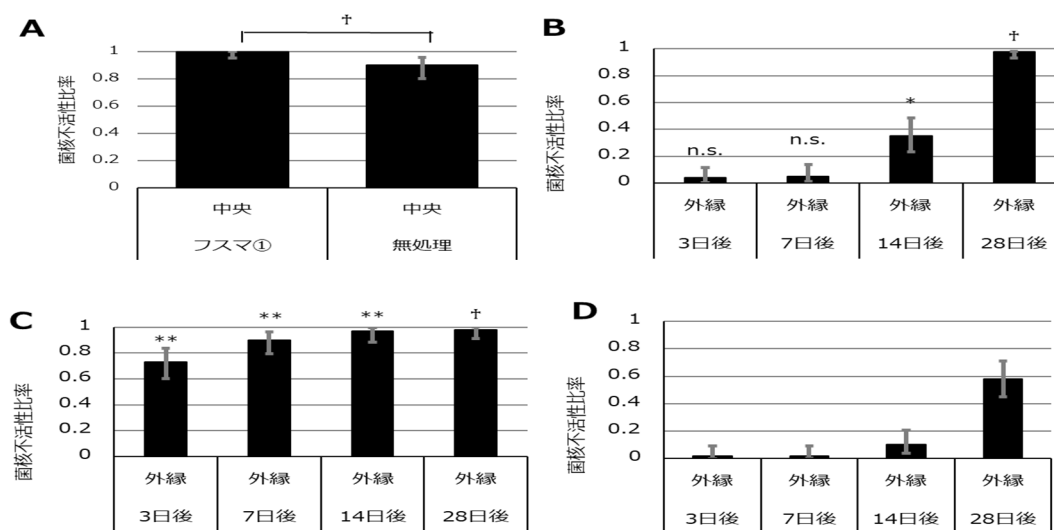 A
†
菌核不活性比率
1
0.8
0.6
0.4
0.2
0
中央 中央
フスマ① 無処理
B
†
*
n.s. n.s.
菌核不活性比率
1
0.8
0.6
0.4
0.2
0
外縁 外縁 外縁 外縁
3日後 7日後 14日後 28日後
C
** ** ** †
菌核不活性比率
1
0.8
0.6
0.4
0.2
0
外縁 外縁 外縁 外縁
3日後 7日後 14日後 28日後
D
菌核不活性比率
1
0.8
0.6
0.4
0.2
0
外縁 外縁 外縁 外縁
3日後 7日後 14日後 28日後